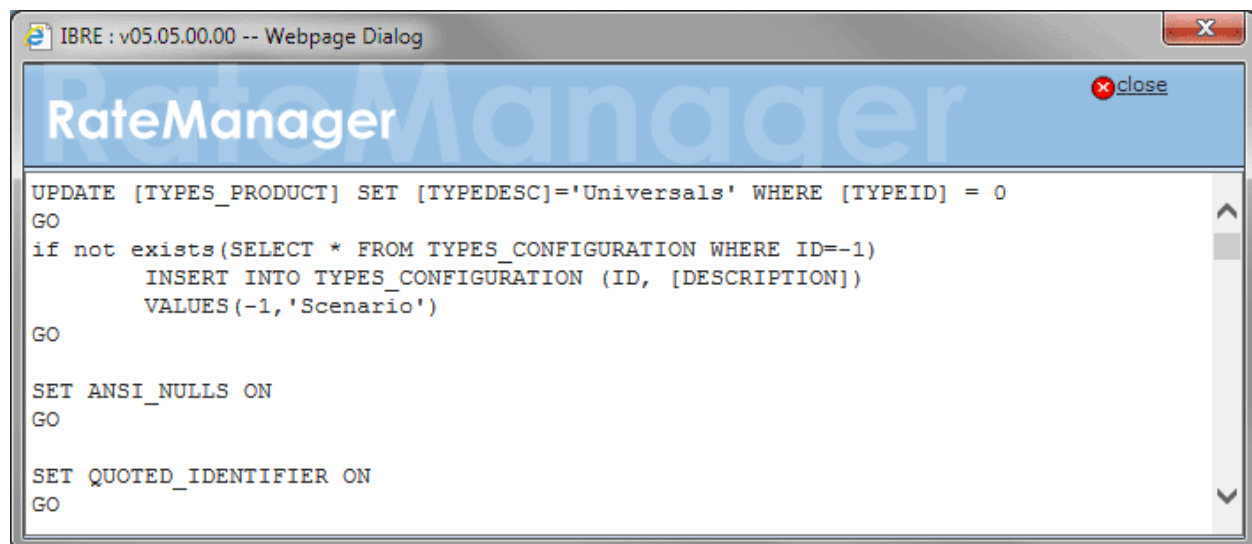 IBRE : v05.05.00.00 -- Webpage Dialog
RateManager
close
RateManager
UPDATE [TYPES_PRODUCT] SET [TYPEDESC]='Universals' WHERE [TYPEID] = 0
GO
if not exists(SELECT * FROM TYPES_CONFIGURATION WHERE ID=-1)
INSERT INTO TYPES_CONFIGURATION (ID, [DESCRIPTION])
VALUES(-1,'Scenario')
GO
SET ANSI_NULLS ON
GO
SET QUOTED_IDENTIFIER ON
GO